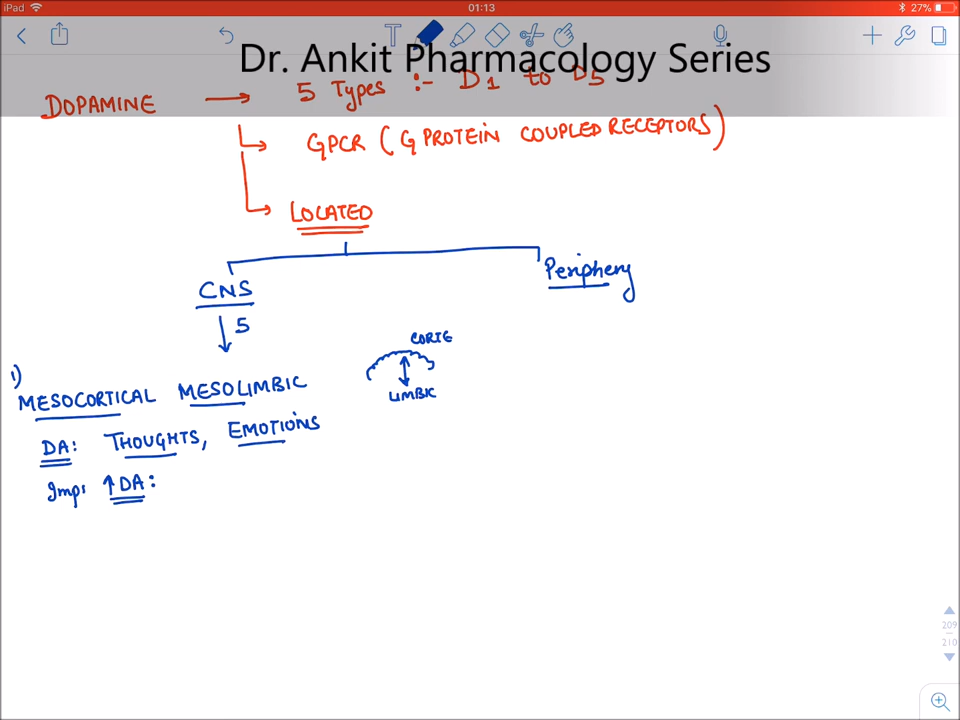 iPad 01:13 27%
T
Dr. Ankit Pharmacology Series
DOPAMINE → 5 Types :- D1 to D5
GPCR (G PROTEIN COUPLED RECEPTORS)
LOCATED
CNS Periphery
5
CORTE
LIMBIC
1)
MESOCORTICAL MESOLIMBIC
DA: THOUGHTS, EMOTIONS
Imp: ↑DA:
209
210